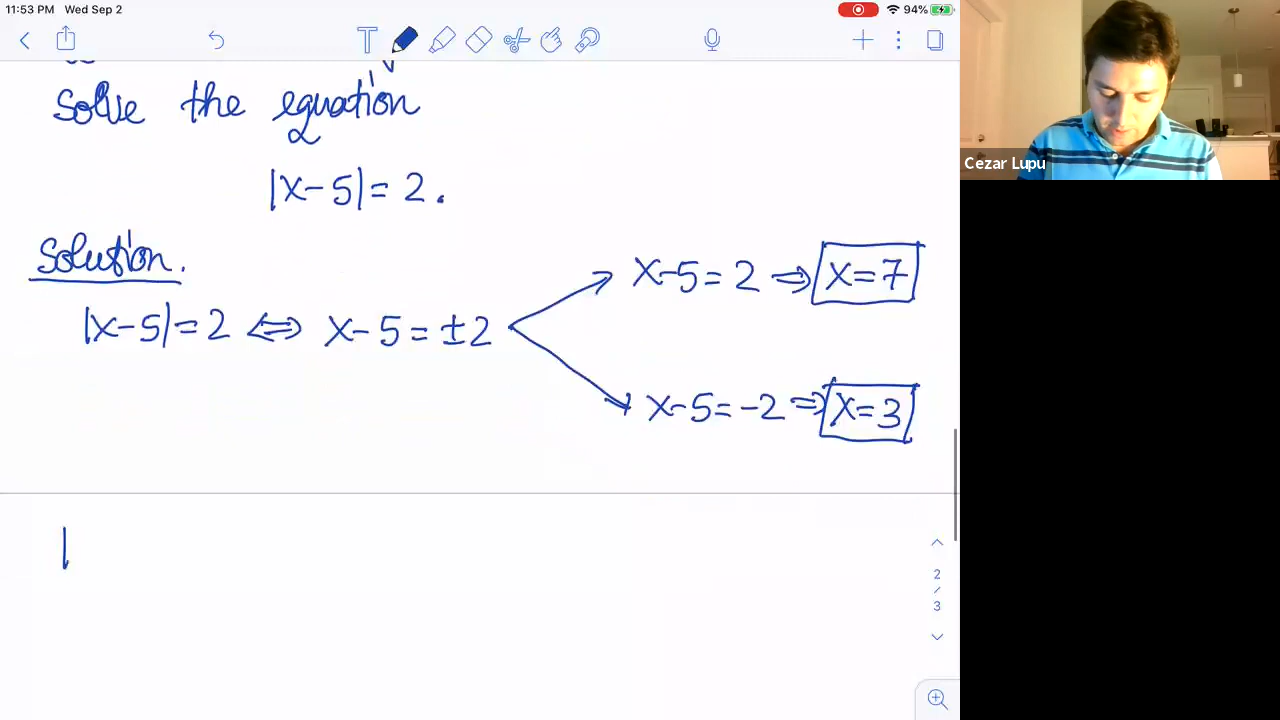 11:53 PM Wed Sep 2
94%
Solve the equation
|x-5|=2.
Solution.
|x-5|=2 ⇔ x-5=±2
x-5=2 ⇒ x=7
x-5=-2 ⇒ x=3
|
2
/
3
T
Cezar Lupu